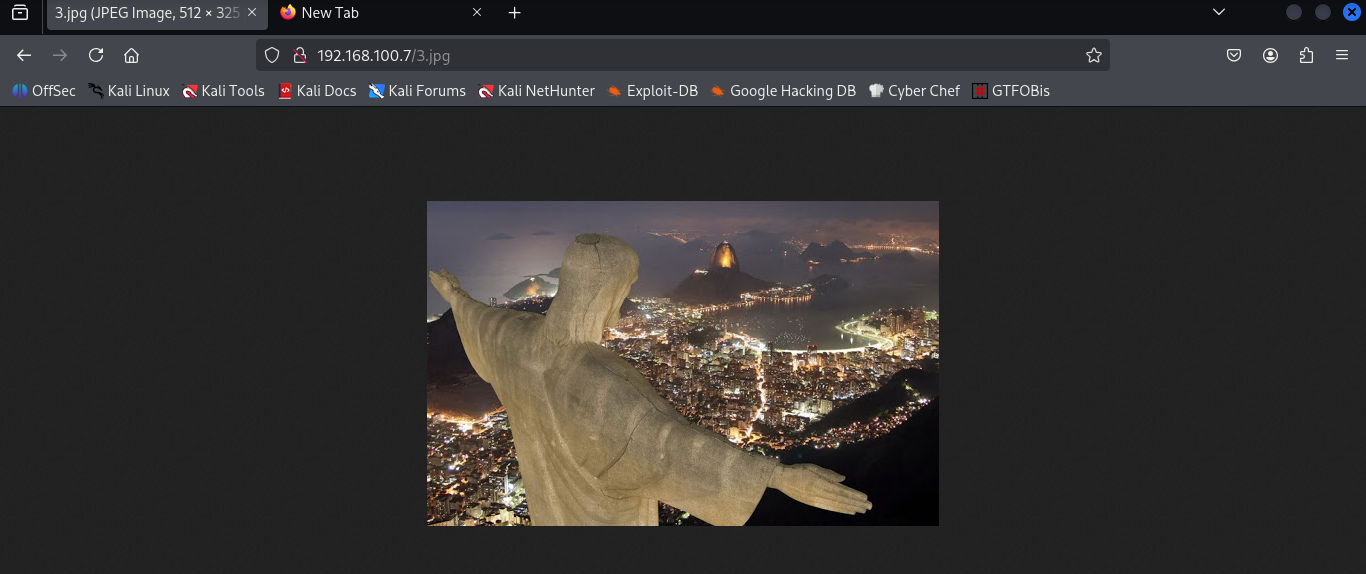 3.jpg (JPEG Image, 512 × 325
New Tab
192.168.100.7/3.jpg
OffSec
Kali Linux
Kali Tools
Kali Docs
Kali Forums
Kali NetHunter
Exploit-DB
Google Hacking DB
Cyber Chef
GTFOBis